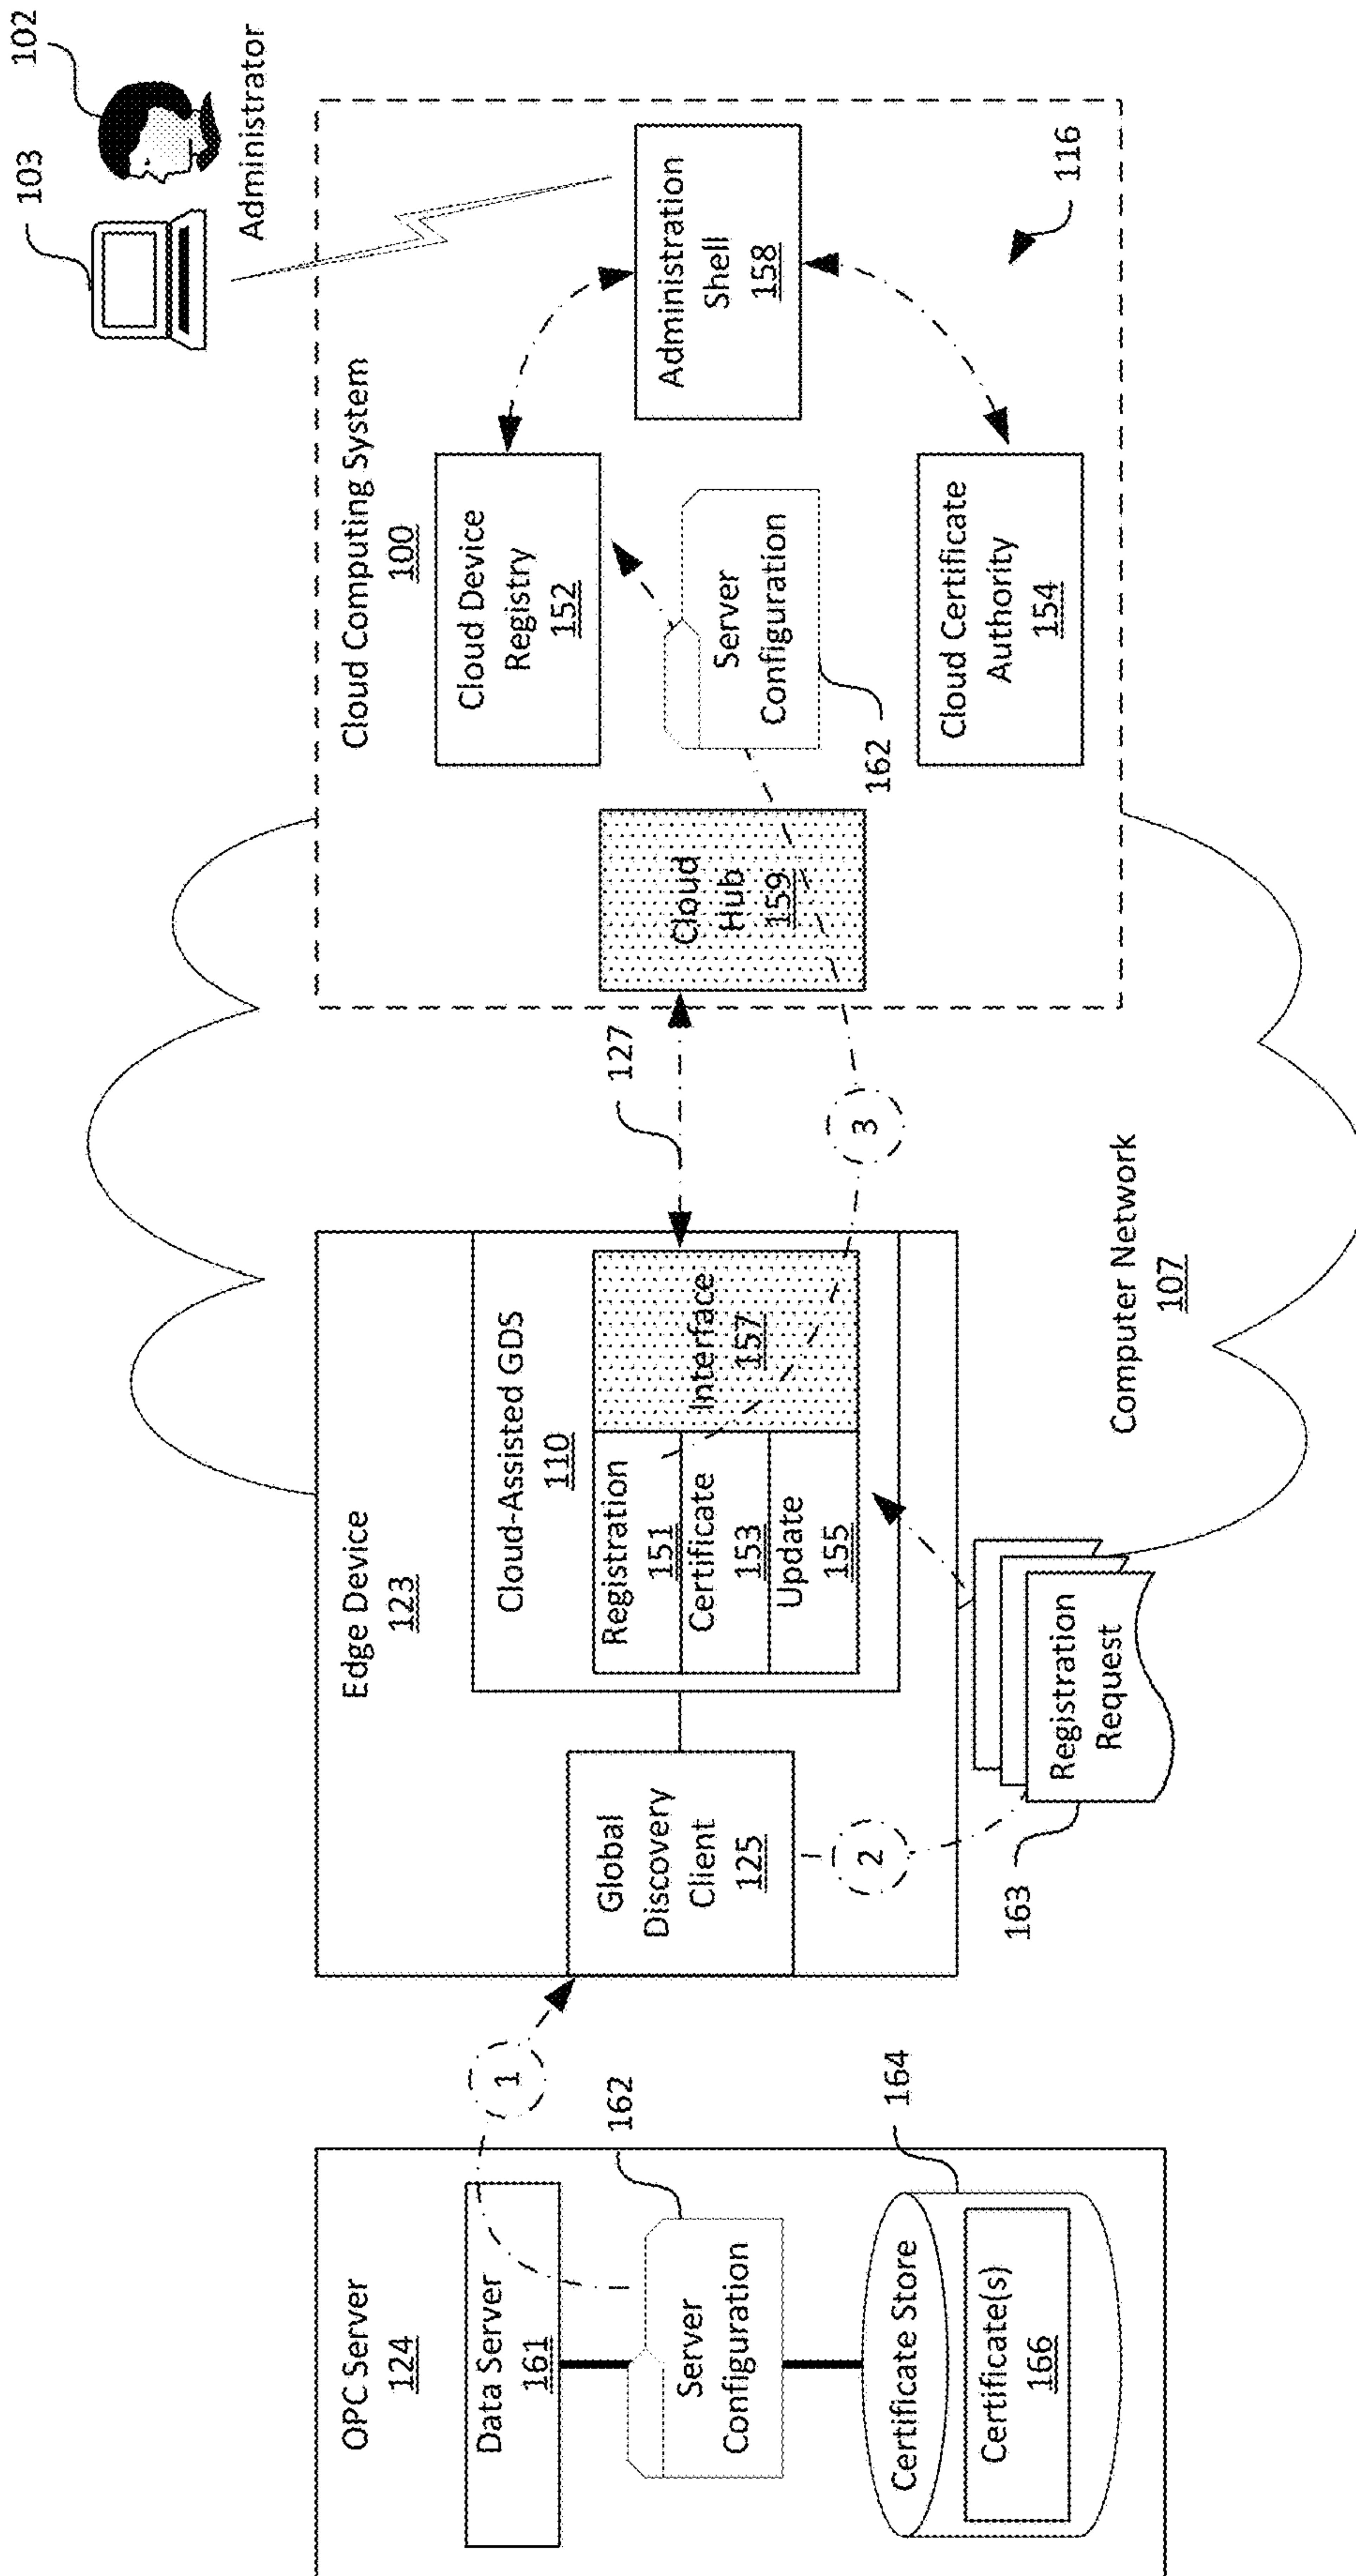 102
103
Administrator
Cloud Computing System
100
Cloud Device
Registry
152
Administration
Shell
158
Server
Configuration
162
Cloud Certificate
Authority
154
116
Cloud
Hub
159
127
3
Computer Network
107
Edge Device
123
Cloud-Assisted GDS
110
Registration
151
Certificate
153
Update
155
Interface
157
Global
Discovery
Client
125
2
Registration
Request
163
1
OPC Server
124
Data Server
161
162
Server
Configuration
164
Certificate Store
Certificate(s)
166